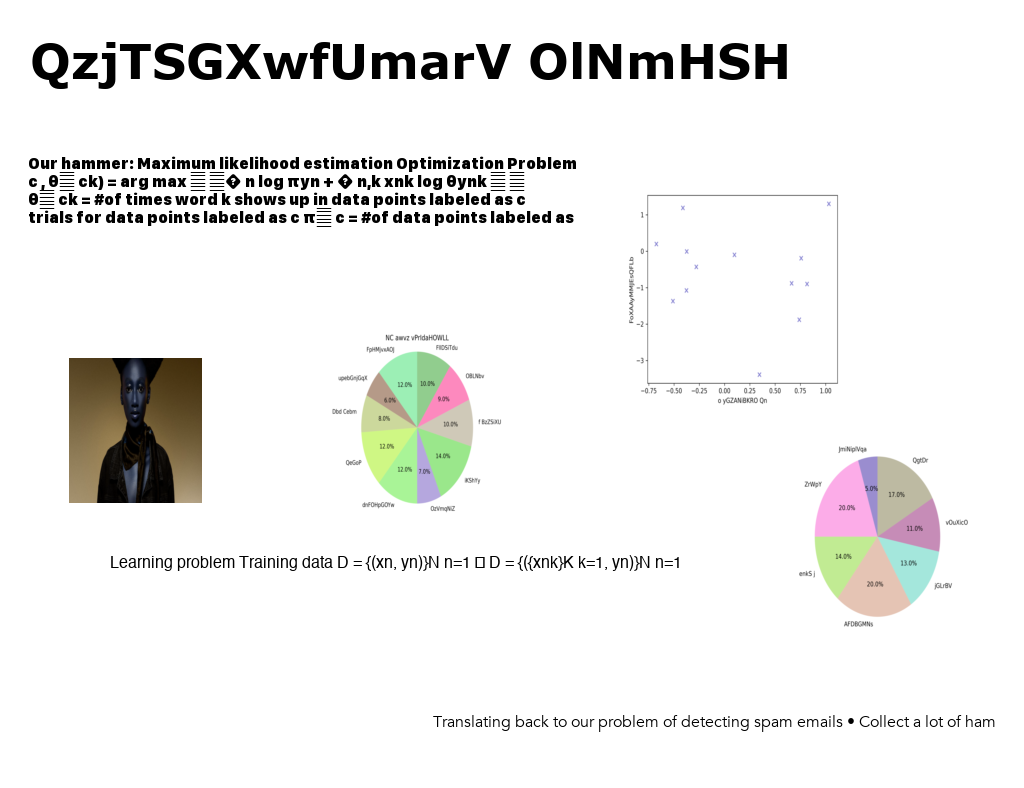 QzjTSGXwfUmarV OlNmHSH
Our hammer: Maximum likelihood estimation Optimization Problem
c , θ ck) = arg max � n log πyn + � n,k xnk log θynk
θ ck = #of times word k shows up in data points labeled as c
trials for data points labeled as c π c = #of data points labeled as
1
0
−1
−2
−3
FoXAAyMMJEsQFLb
−0.75 −0.50 −0.25 0.00 0.25 0.50 0.75 1.00
o yGZANiBKRO Qn
NC awvz vPrldaHOWLL
FpHMjvxAOJ
12.0%
upebGnjGqX
6.0%
Dbd Cebm
8.0%
QeGoP
12.0%
dnFOHpGOYw
12.0%
OzVmqNiZ
7.0%
iKShYy
14.0%
f BzZSiXU
10.0%
OBLNbv
9.0%
FIlDSiTdu
10.0%
JmiNipiVqa
5.0%
ZrWpY
20.0%
enkS j
14.0%
AFDBGMNs
20.0%
jGLrBV
13.0%
vOuXicO
11.0%
QgtDr
17.0%
Learning problem Training data D = {(xn, yn)}N n=1 D = {({xnk}K k=1, yn)}N n=1
Translating back to our problem of detecting spam emails • Collect a lot of ham